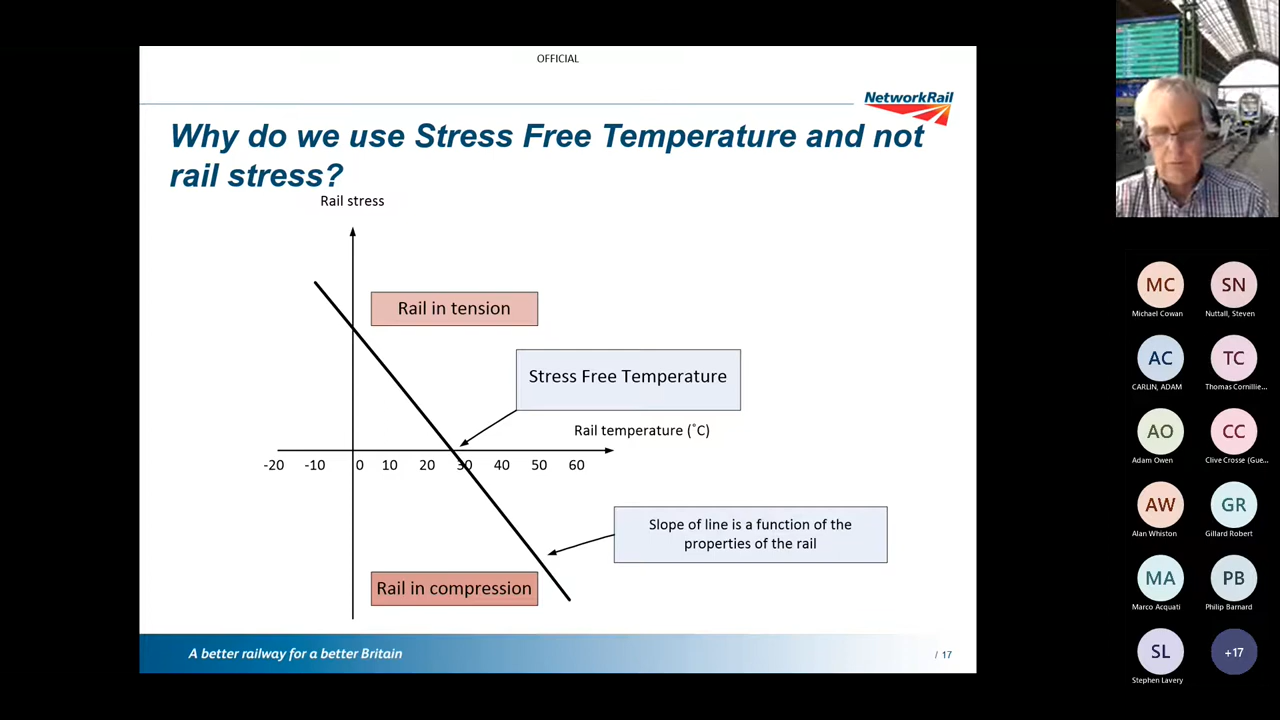 OFFICIAL
NetworkRail
Why do we use Stress Free Temperature and not
rail stress?
Rail stress
Rail in tension
Stress Free Temperature
Rail temperature (˚C)
-20 -10 0 10 20 30 40 50 60
Slope of line is a function of the
properties of the rail
Rail in compression
A better railway for a better Britain
/ 17
MC
SN
Michael Cowan
Nuttall, Steven
AC
TC
CARLIN, ADAM
Thomas Cornillie...
AO
CC
Adam Owen
Clive Crosse (Gue...
AW
GR
Alan Whiston
Gillard Robert
MA
PB
Marco Acquati
Philip Barnard
SL
+17
Stephen Lavery